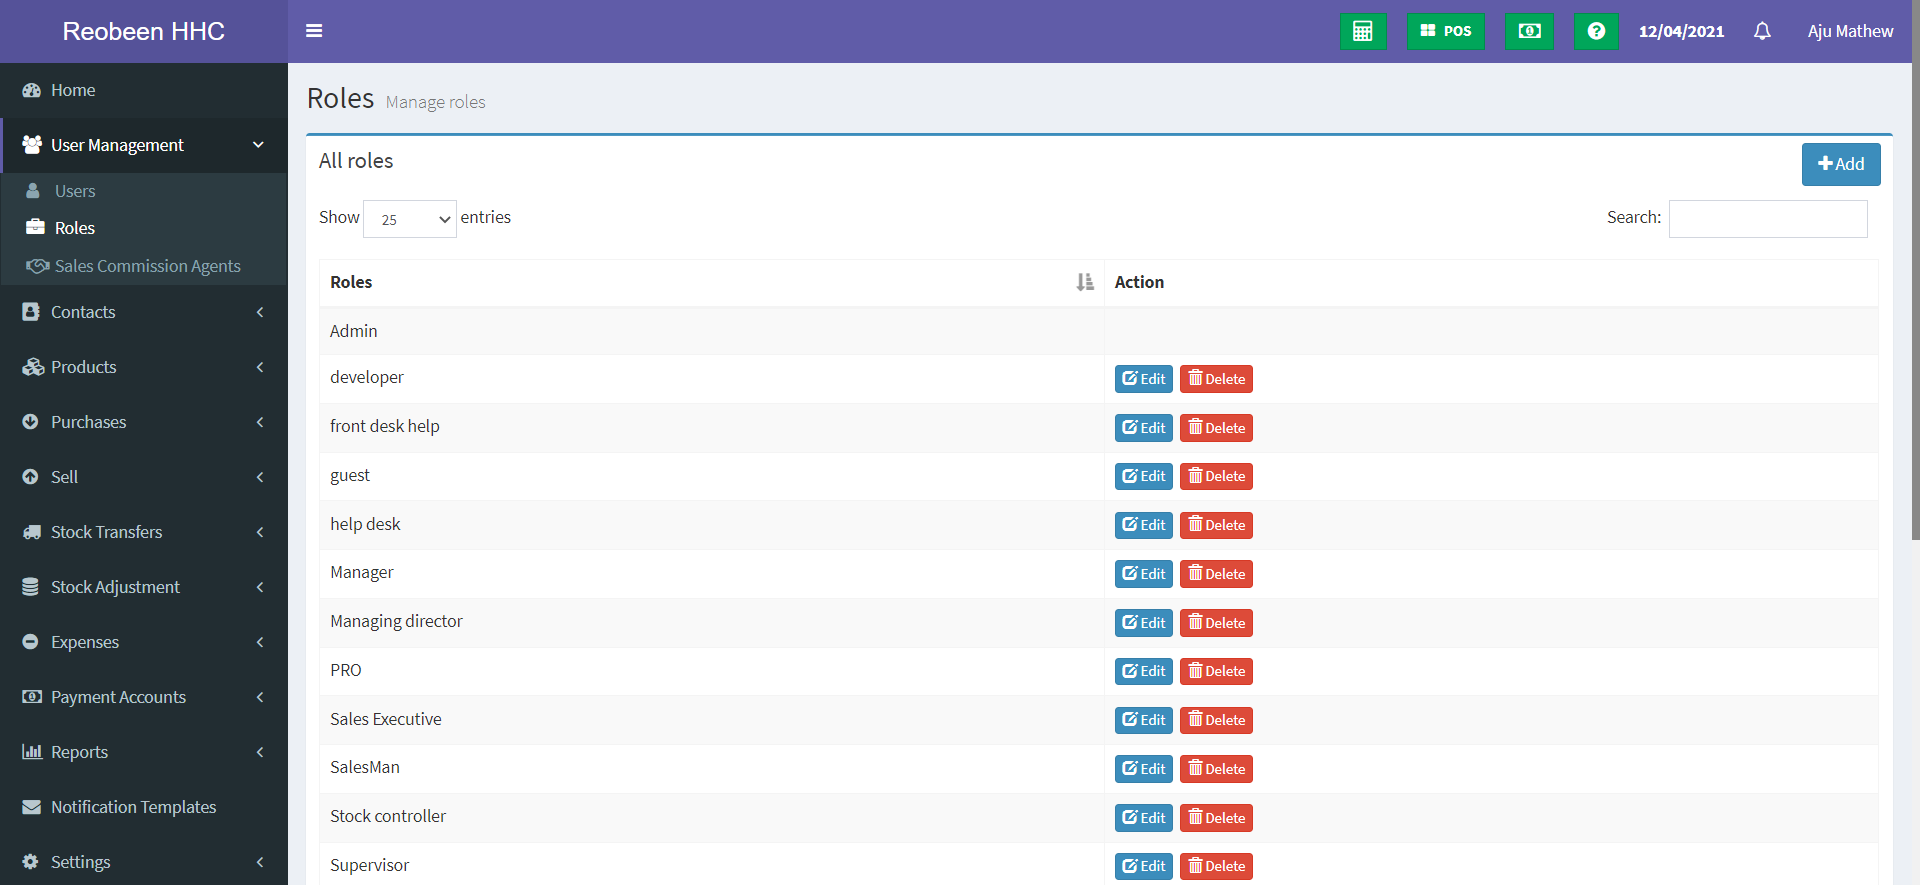 Reobeen HHC
POS
12/04/2021
Aju Mathew
Home
User Management
Users
Roles
Sales Commission Agents
Contacts
Products
Purchases
Sell
Stock Transfers
Stock Adjustment
Expenses
Payment Accounts
Reports
Notification Templates
Settings
Roles Manage roles
All roles
Add
Show 25 entries
Search:
Roles Action
Admin
developer Edit Delete
front desk help Edit Delete
guest Edit Delete
help desk Edit Delete
Manager Edit Delete
Managing director Edit Delete
PRO Edit Delete
Sales Executive Edit Delete
SalesMan Edit Delete
Stock controller Edit Delete
Supervisor Edit Delete